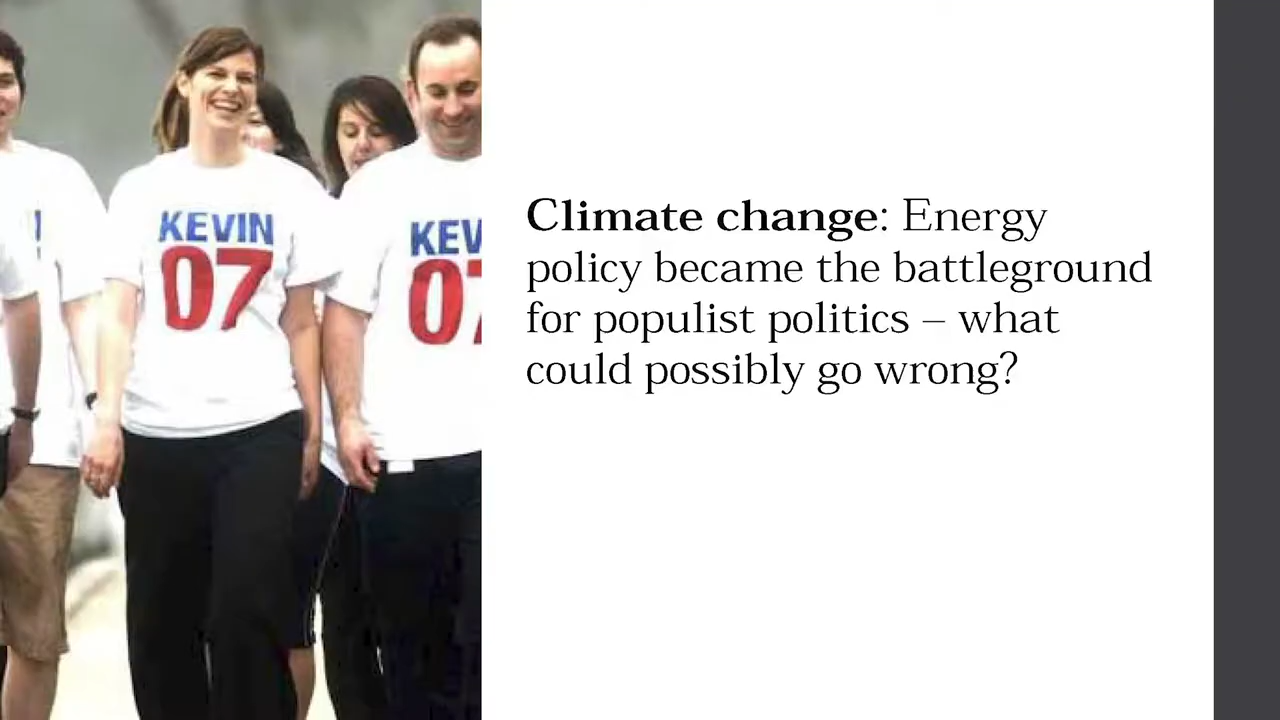 KEVIN
07
KEV
07
Climate change: Energy
policy became the battleground
for populist politics – what
could possibly go wrong?